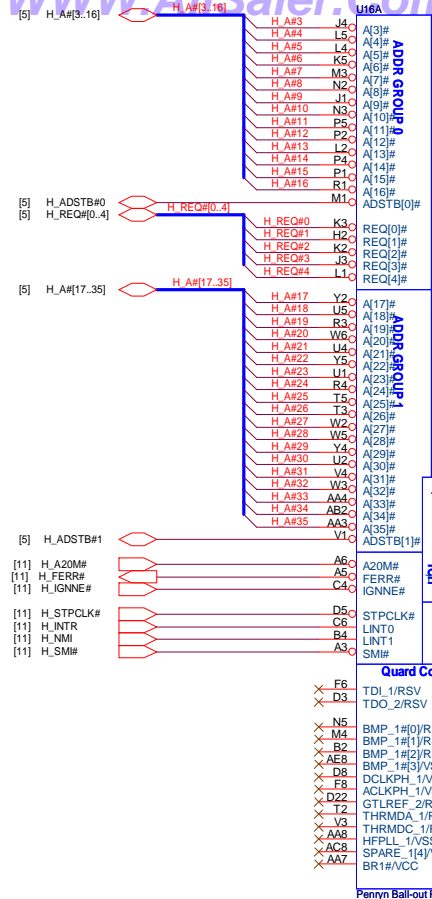 U16A
[5] H_A#[3..16] H_A#[3..16]
H_A#3 J4 A[3]#
H_A#4 L5 A[4]#
H_A#5 L4 A[5]#
H_A#6 K5 A[6]#
H_A#7 M3 A[7]#
H_A#8 N2 A[8]#
H_A#9 J1 A[9]#
H_A#10 N3 A[10]#
H_A#11 P5 A[11]#
H_A#12 P2 A[12]#
H_A#13 L2 A[13]#
H_A#14 P4 A[14]#
H_A#15 P1 A[15]#
H_A#16 R1 A[16]#
ADDR GROUP 0
[5] H_ADSTB#0 M1 ADSTB[0]#
[5] H_REQ#[0..4] H_REQ#[0..4]
H_REQ#0 K3 REQ[0]#
H_REQ#1 H2 REQ[1]#
H_REQ#2 K2 REQ[2]#
H_REQ#3 J3 REQ[3]#
H_REQ#4 L1 REQ[4]#
[5] H_A#[17..35] H_A#[17..35]
H_A#17 Y2 A[17]#
H_A#18 U5 A[18]#
H_A#19 R3 A[19]#
H_A#20 W6 A[20]#
H_A#21 U4 A[21]#
H_A#22 Y5 A[22]#
H_A#23 U1 A[23]#
H_A#24 R4 A[24]#
H_A#25 T5 A[25]#
H_A#26 T3 A[26]#
H_A#27 W2 A[27]#
H_A#28 W5 A[28]#
H_A#29 Y4 A[29]#
H_A#30 U2 A[30]#
H_A#31 V4 A[31]#
H_A#32 W3 A[32]#
H_A#33 AA4 A[33]#
H_A#34 AB2 A[34]#
H_A#35 AA3 A[35]#
ADDR GROUP 1
[5] H_ADSTB#1 V1 ADSTB[1]#
[11] H_A20M# A6 A20M#
[11] H_FERR# A5 FERR#
[11] H_IGNNE# C4 IGNNE#
[11] H_STPCLK# D5 STPCLK#
[11] H_INTR C6 LINT0
[11] H_NMI B4 LINT1
[11] H_SMI# A3 SMI#
Quard Co
F6 TDI_1/RSV
D3 TDO_2/RSV
N5 BMP_1#[0]/R
M4 BMP_1#[1]/R
B2 BMP_1#[2]/R
AE8 BMP_1#[3]/V
D8 DCLKPH_1/V
F8 ACLKPH_1/V
D22 GTLREF_2/R
T2 THRMDA_1/
V3 THRMDC_1/
AA8 HFPLL_1/VS
AC8 SPARE_1[4]/
AA7 BR1#/VCC
Penryn Ball-out